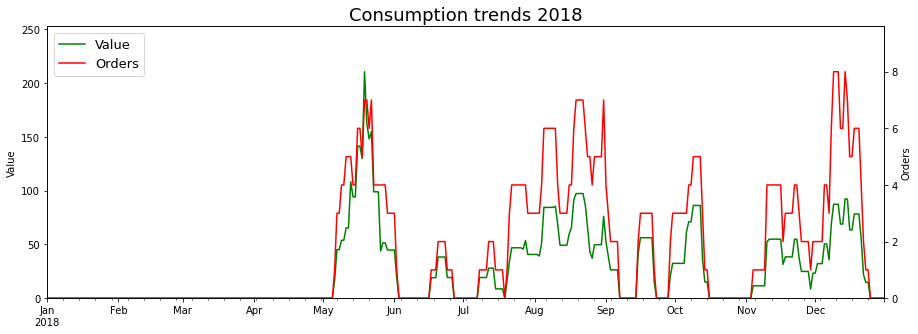 Consumption trends 2018
Value
Orders
250
200
150
100
50
0
Value
8
6
4
2
0
Orders
Jan Feb Mar Apr May Jun Jul Aug Sep Oct Nov Dec
2018